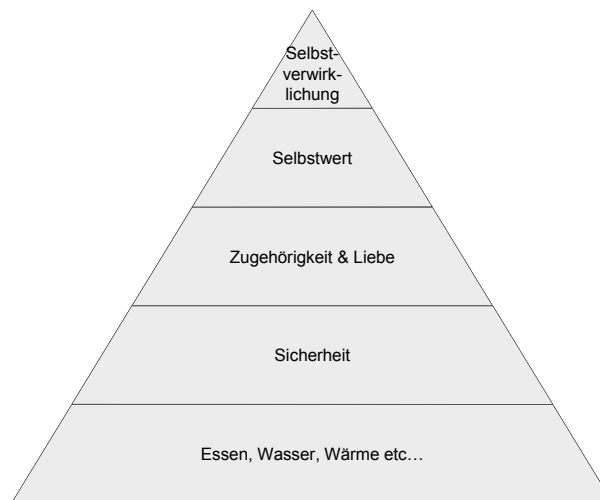 Selbst-
verwirk-
lichung
Selbstwert
Zugehörigkeit & Liebe
Sicherheit
Essen, Wasser, Wärme etc…